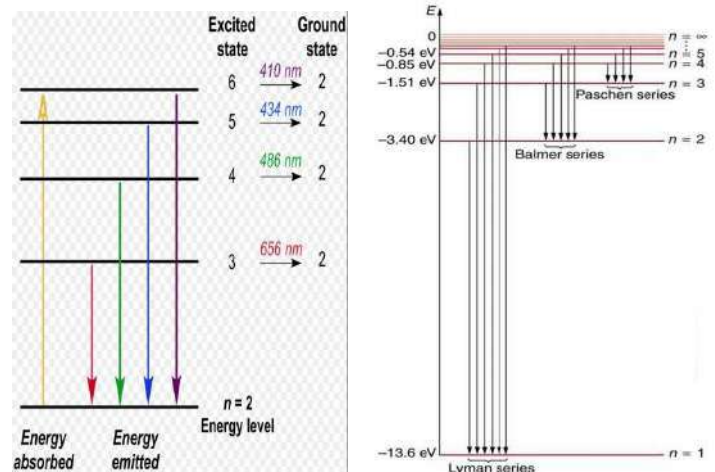 Excited
state
Ground
state
6 410 nm 2
5 434 nm 2
4 486 nm 2
3 656 nm 2
n = 2
Energy level
Energy
absorbed
Energy
emitted
E
0 n = ∞
−0.54 eV n = 5
−0.85 eV n = 4
−1.51 eV n = 3
Paschen series
−3.40 eV n = 2
Balmer series
−13.6 eV n = 1
Lyman series